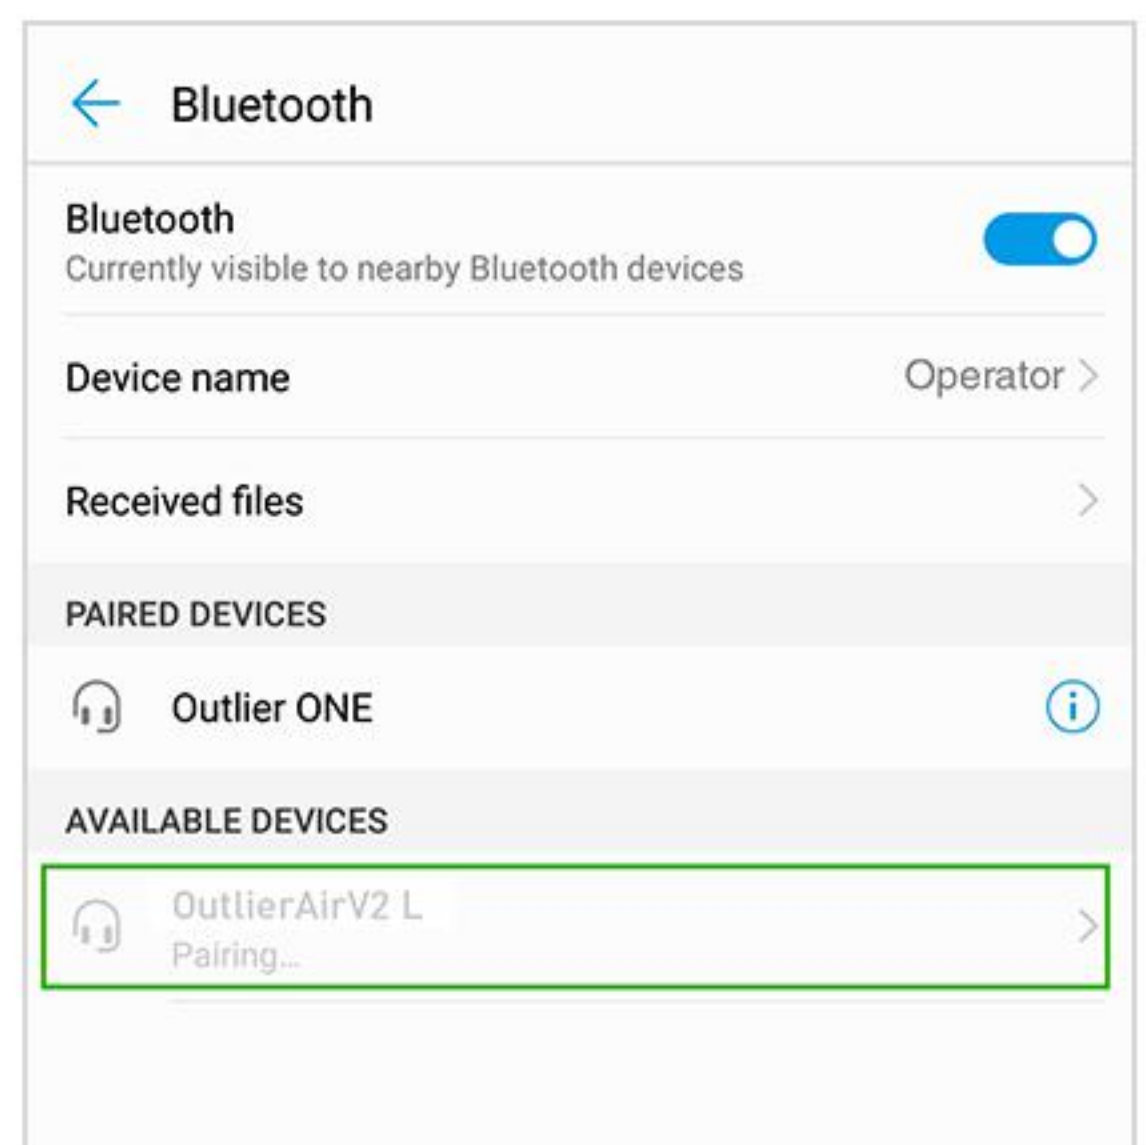 Bluetooth
Bluetooth
Currently visible to nearby Bluetooth devices
Device name Operator
Received files
PAIRED DEVICES
Outlier ONE
AVAILABLE DEVICES
OutlierAirV2 L
Pairing...